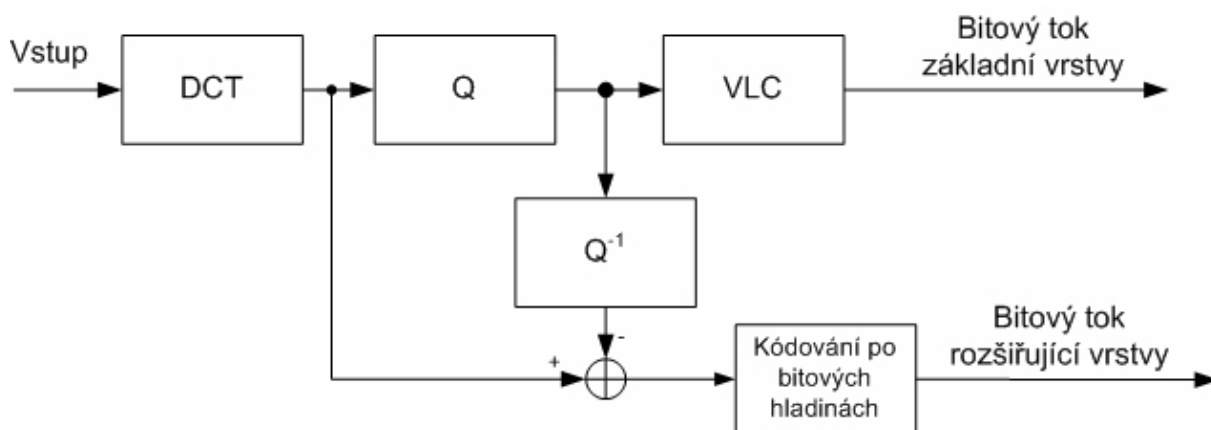 Vstup
DCT
Q
VLC
Bitový tok
základní vrstvy
Q⁻¹
-
+
Kódování po
bitových
hladinách
Bitový tok
rozšiřující vrstvy